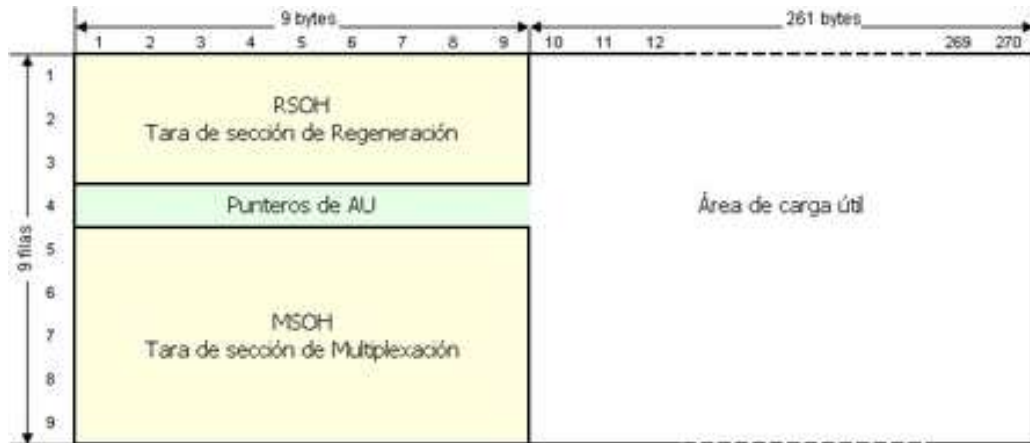 9 bytes 261 bytes
1 2 3 4 5 6 7 8 9 10 11 12 269 270
1
RSOH
2
Tara de sección de Regeneración
3
4 Punteros de AU Área de carga útil
9 filas
5
6
MSOH
7
Tara de sección de Multiplexación
8
9